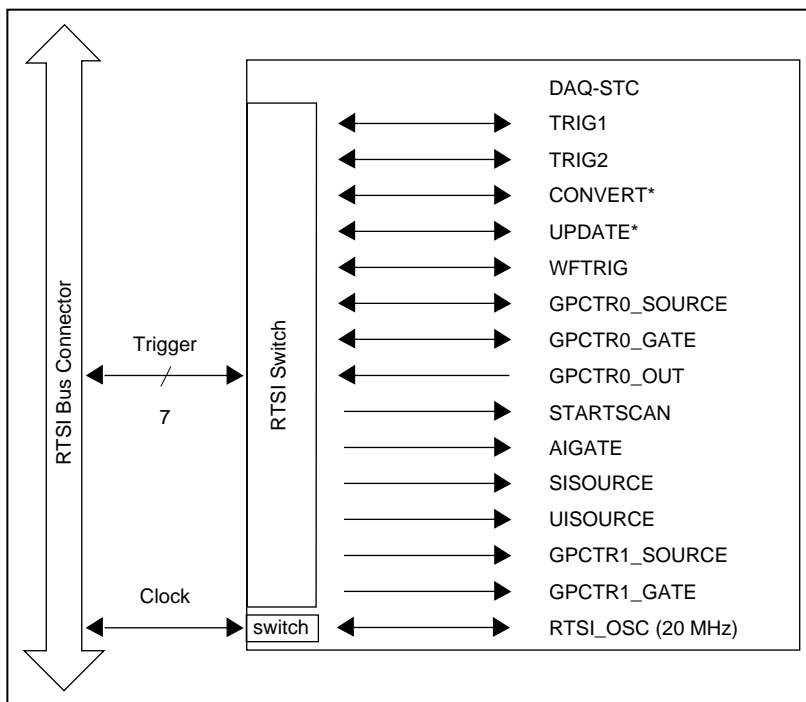 DAQ-STC
TRIG1
TRIG2
CONVERT*
UPDATE*
WFTRIG
GPCTR0_SOURCE
GPCTR0_GATE
GPCTR0_OUT
STARTSCAN
AIGATE
SISOURCE
UISOURCE
GPCTR1_SOURCE
GPCTR1_GATE
RTSI_OSC (20 MHz)
RTSI Bus Connector
Trigger
7
Clock
RTSI Switch
switch